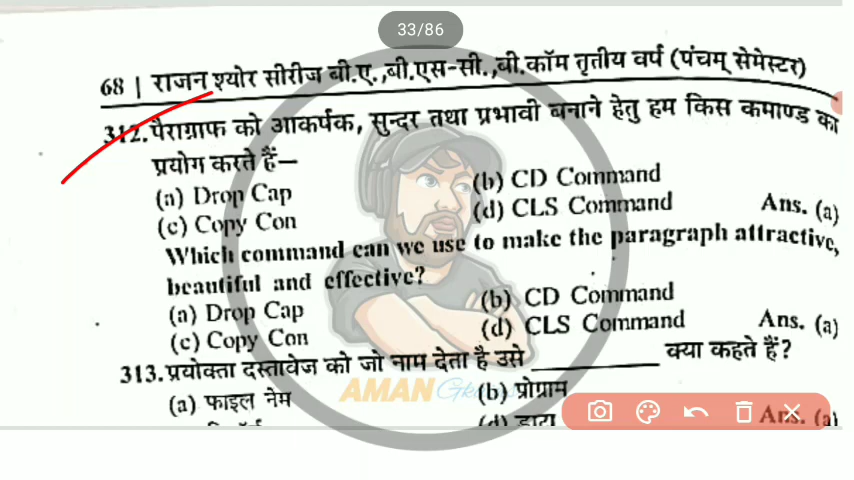 33/86
68 | राजन श्योर सीरीज बी.ए.,बी.एस-सी.,बी.कॉम तृतीय वर्ष (पंचम् सेमेस्टर)
312. पैराग्राफ को आकर्षक, सुन्दर तथा प्रभावी बनाने हेतु हम किस कमाण्ड का
प्रयोग करते हैं—
(a) Drop Cap (b) CD Command
(c) Copy Con (d) CLS Command Ans. (a)
Which command can we use to make the paragraph attractive,
beautiful and effective?
(a) Drop Cap (b) CD Command
(c) Copy Con (d) CLS Command Ans. (a)
313. प्रयोक्ता दस्तावेज को जो नाम देता है उसे __________ क्या कहते हैं?
AMAN
(a) फाइल नेम (b) प्रोग्राम
(d) डाटा Ans. (a)